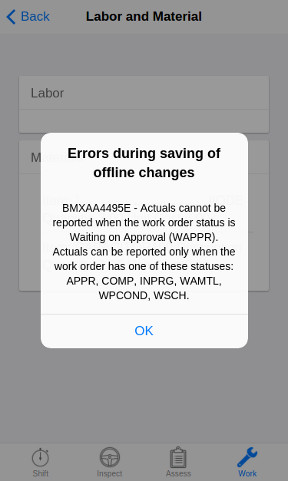 Back
Labor and Material
Labor
Errors during saving of
offline changes
BMXAA4495E - Actuals cannot be
reported when the work order status is
Waiting on Approval (WAPPR).
Actuals can be reported only when the
work order has one of these statuses:
APPR, COMP, INPRG, WAMTL,
WPCOND, WSCH.
OK
Shift
Inspect
Assess
Work